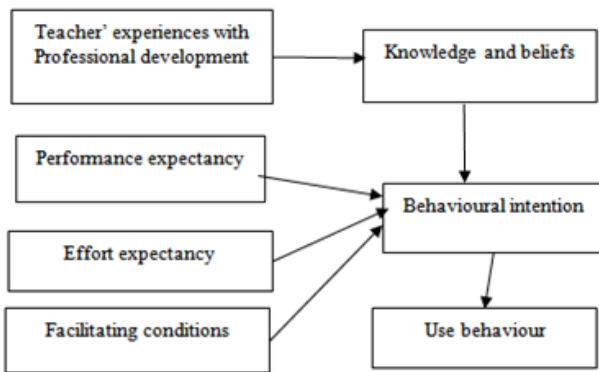 Teacher’ experiences with
Professional development
Knowledge and beliefs
Performance expectancy
Behavioural intention
Effort expectancy
Facilitating conditions
Use behaviour